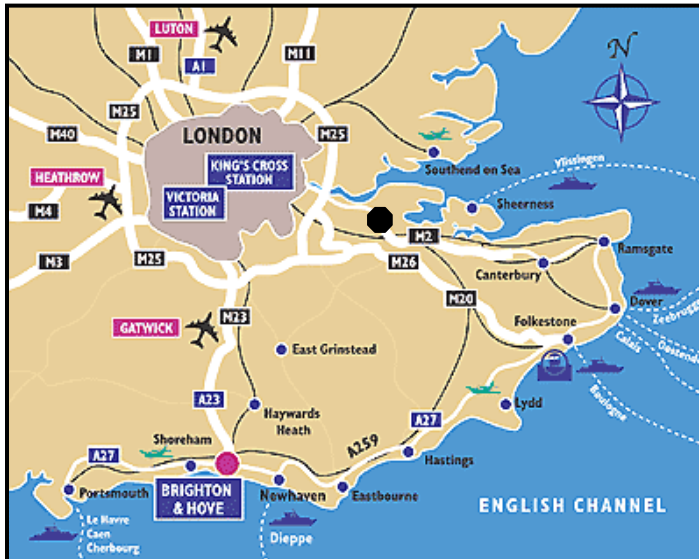 LUTON
M1
A1
M11
N
M25
M40
LONDON
M25
KING'S CROSS
STATION
Southend on Sea
Vlissingen
HEATHROW
VICTORIA
STATION
Sheerness
M4
M2
Ramsgate
M3
M25
M26
Canterbury
M20
Dover
Zeebrugge
GATWICK
M23
Folkestone
Calais
Oostende
East Grinstead
Boulogne
A23
Haywards
Heath
Lydd
A27
A259
Shoreham
A27
Hastings
Portsmouth
BRIGHTON
& HOVE
Newhaven
Eastbourne
ENGLISH CHANNEL
Le Havre
Caen
Cherbourg
Dieppe